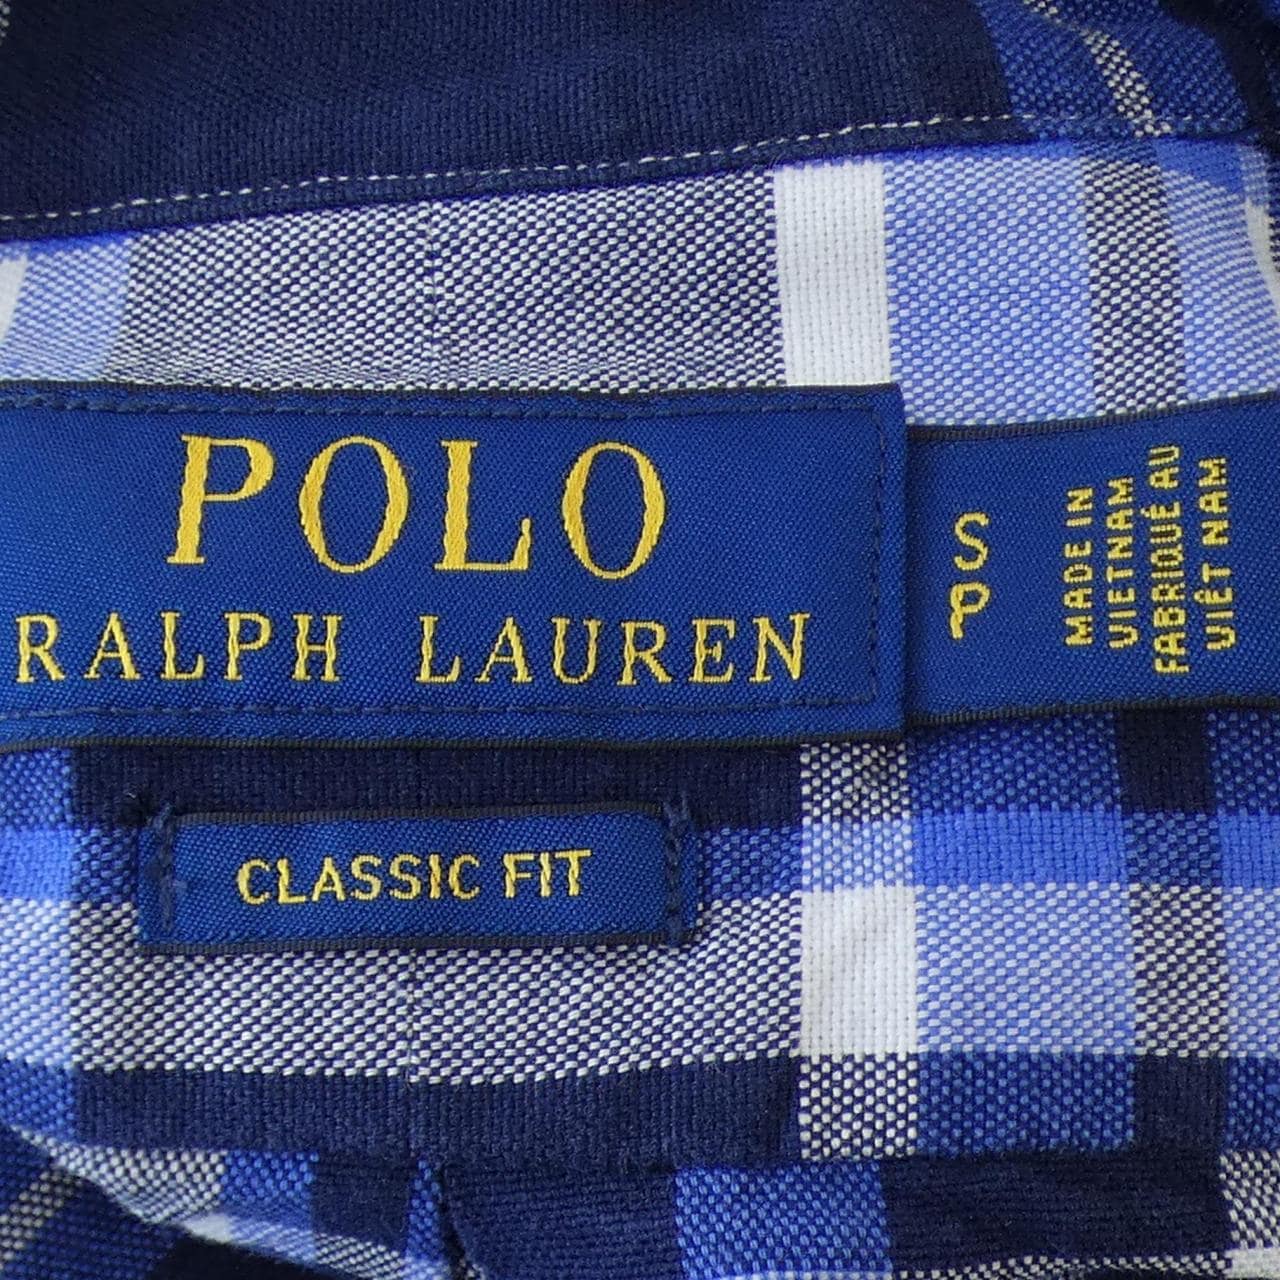 POLO
RALPH LAUREN
S
P
MADE IN
VIETNAM
FABRIQUÉ AU
VIÊT NAM
CLASSIC FIT